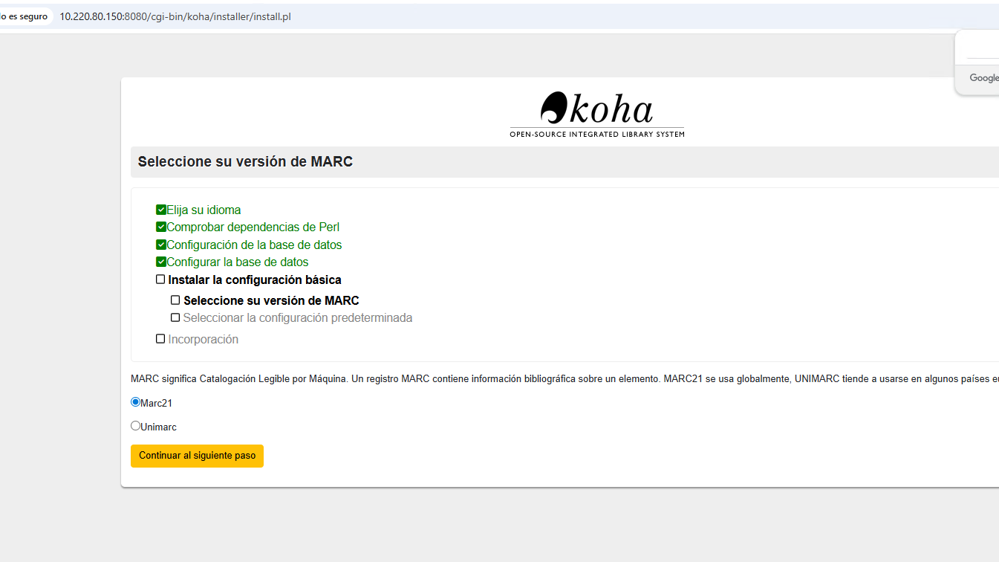 o es seguro 10.220.80.150:8080/cgi-bin/koha/installer/install.pl
Google
koha
OPEN-SOURCE INTEGRATED LIBRARY SYSTEM
Seleccione su versión de MARC
Elija su idioma
Comprobar dependencias de Perl
Configuración de la base de datos
Configurar la base de datos
Instalar la configuración básica
Seleccione su versión de MARC
Seleccionar la configuración predeterminada
Incorporación
MARC significa Catalogación Legible por Máquina. Un registro MARC contiene información bibliográfica sobre un elemento. MARC21 se usa globalmente, UNIMARC tiende a usarse en algunos países eu
Marc21
Unimarc
Continuar al siguiente paso